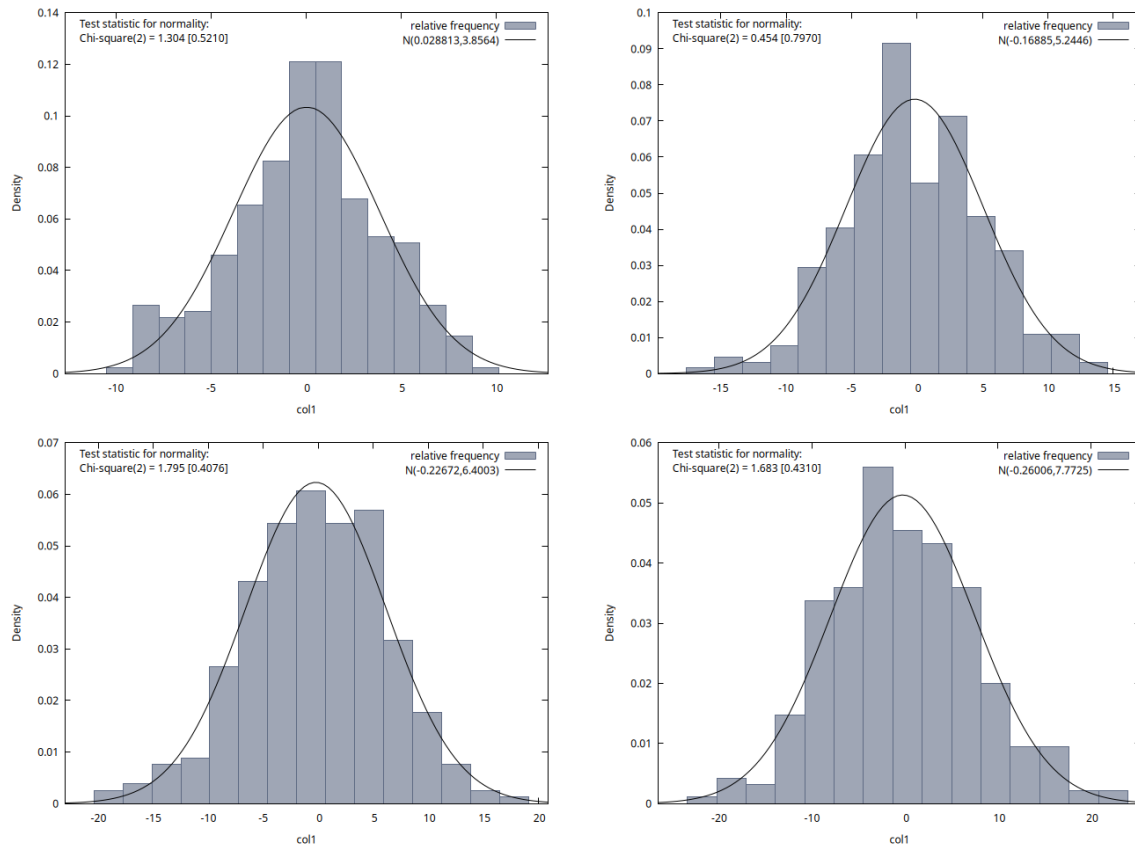 Test statistic for normality:
Chi-square(2) = 1.304 [0.5210]
relative frequency
N(0.028813,3.8564)
0.14
0.12
0.1
0.08
0.06
0.04
0.02
0
Density
-10
-5
0
5
10
col1
Test statistic for normality:
Chi-square(2) = 0.454 [0.7970]
relative frequency
N(-0.16885,5.2446)
0.1
0.09
0.08
0.07
0.06
0.05
0.04
0.03
0.02
0.01
0
Density
-15
-10
-5
0
5
10
15
col1
Test statistic for normality:
Chi-square(2) = 1.795 [0.4076]
relative frequency
N(-0.22672,6.4003)
0.07
0.06
0.05
0.04
0.03
0.02
0.01
0
Density
-20
-15
-10
-5
0
5
10
15
20
col1
Test statistic for normality:
Chi-square(2) = 1.683 [0.4310]
relative frequency
N(-0.26006,7.7725)
0.06
0.05
0.04
0.03
0.02
0.01
0
Density
-20
-10
0
10
20
col1